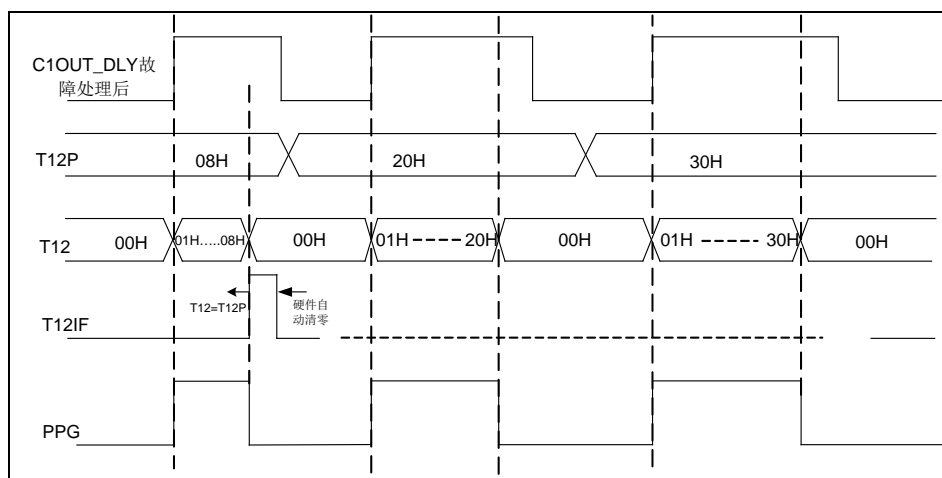 C1OUT_DLY故
障处理后
T12P
08H
20H
30H
T12
00H
01H.....08H
00H
01H
20H
00H
01H
30H
00H
T12=T12P
硬件自
动清零
T12IF
PPG